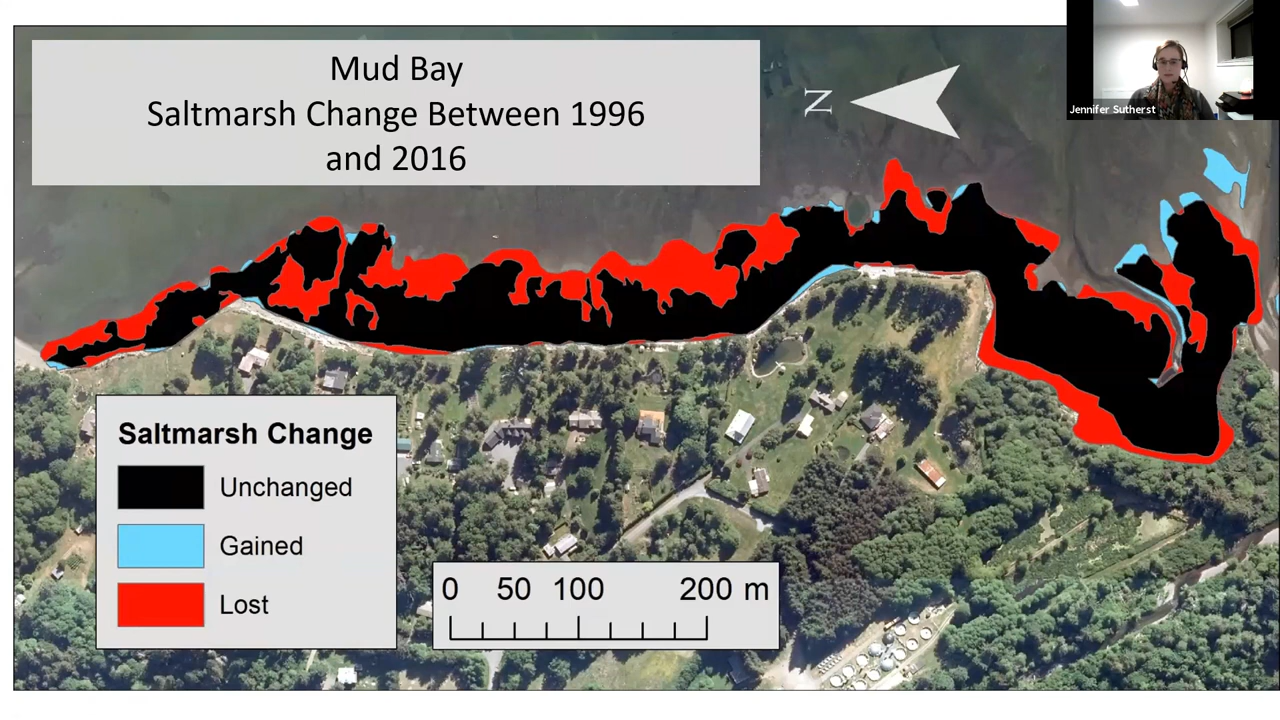 Mud Bay
Saltmarsh Change Between 1996
and 2016
N
Jennifer Sutherst
Saltmarsh Change
Unchanged
Gained
Lost
0 50 100 200 m